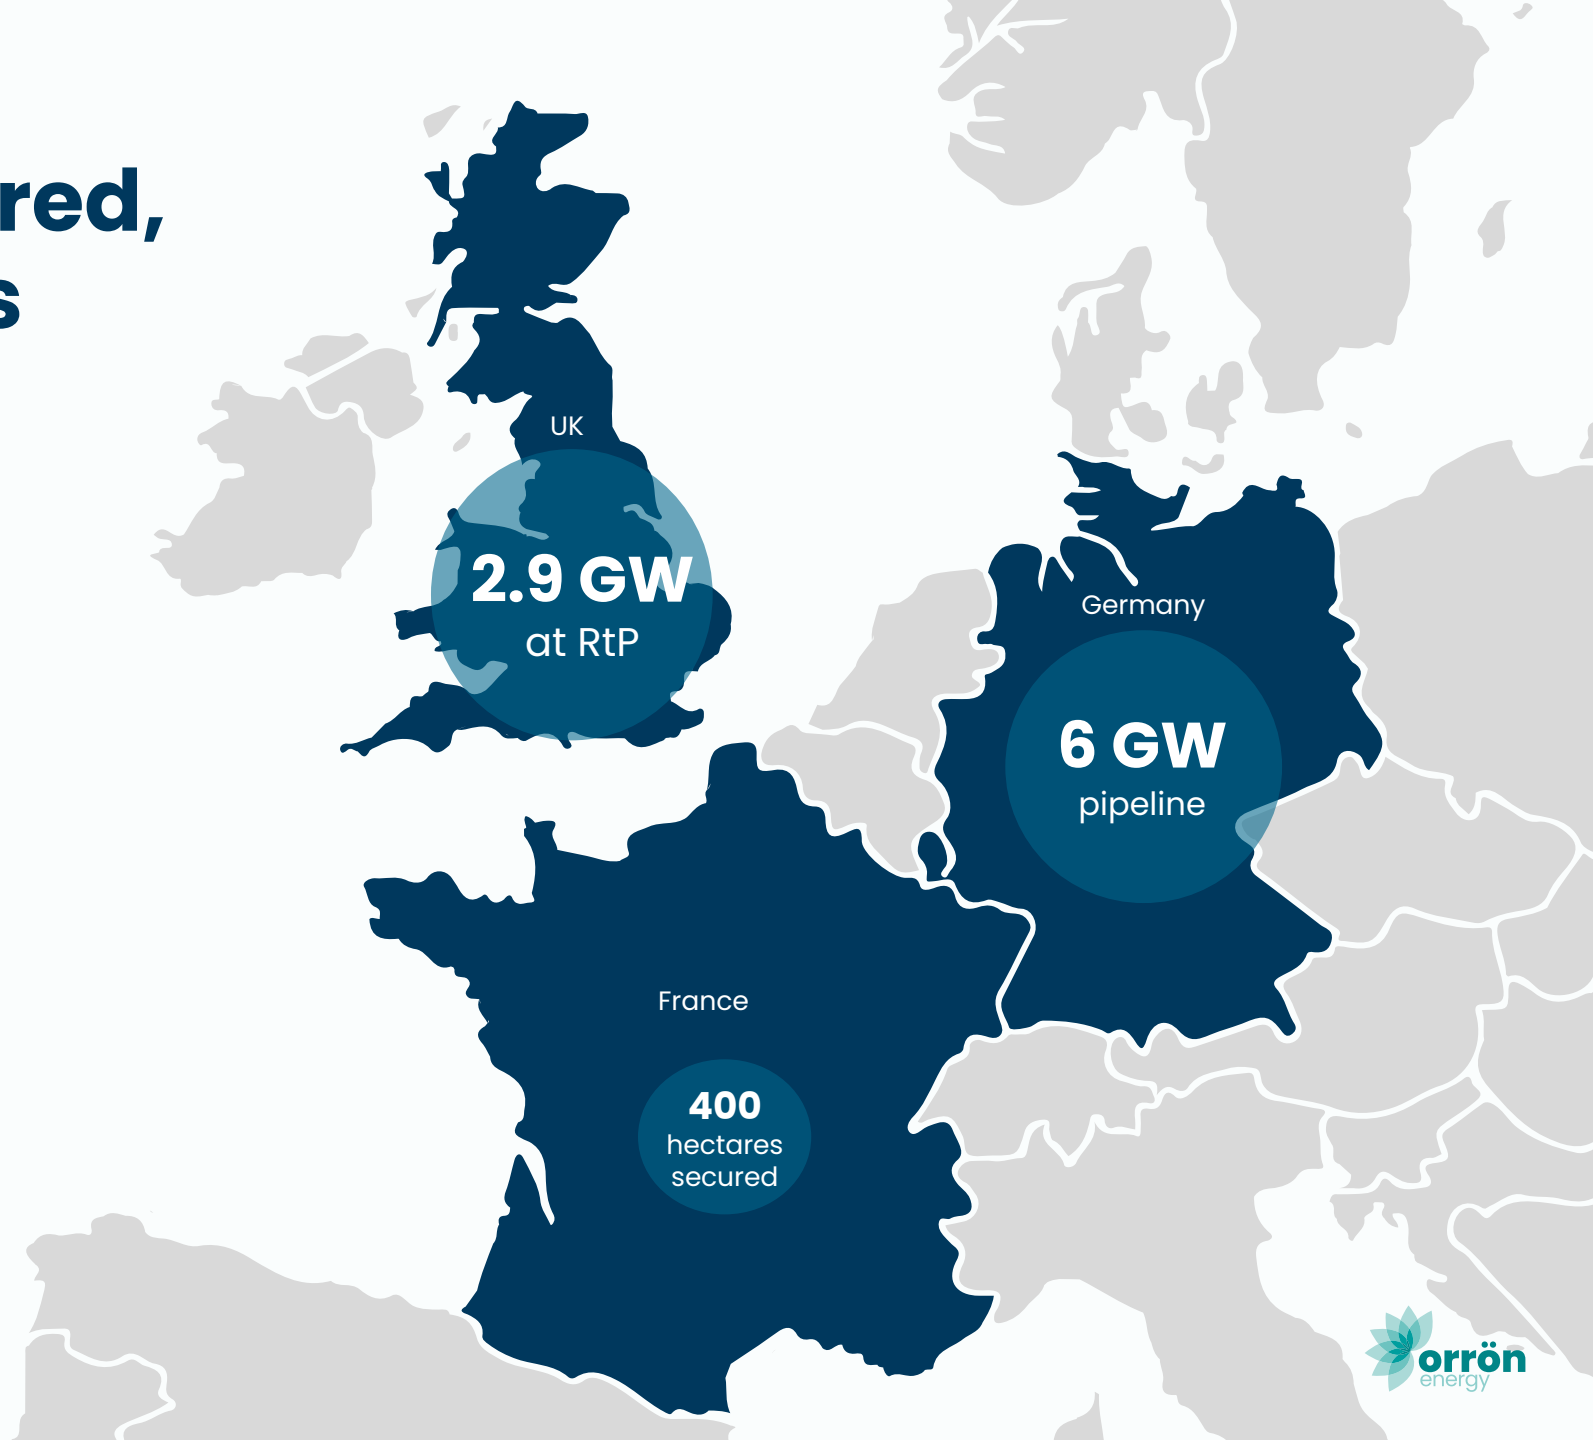 red,
s
UK
2.9 GW
at RtP
Germany
6 GW
pipeline
France
400
hectares
secured
orrön
energy